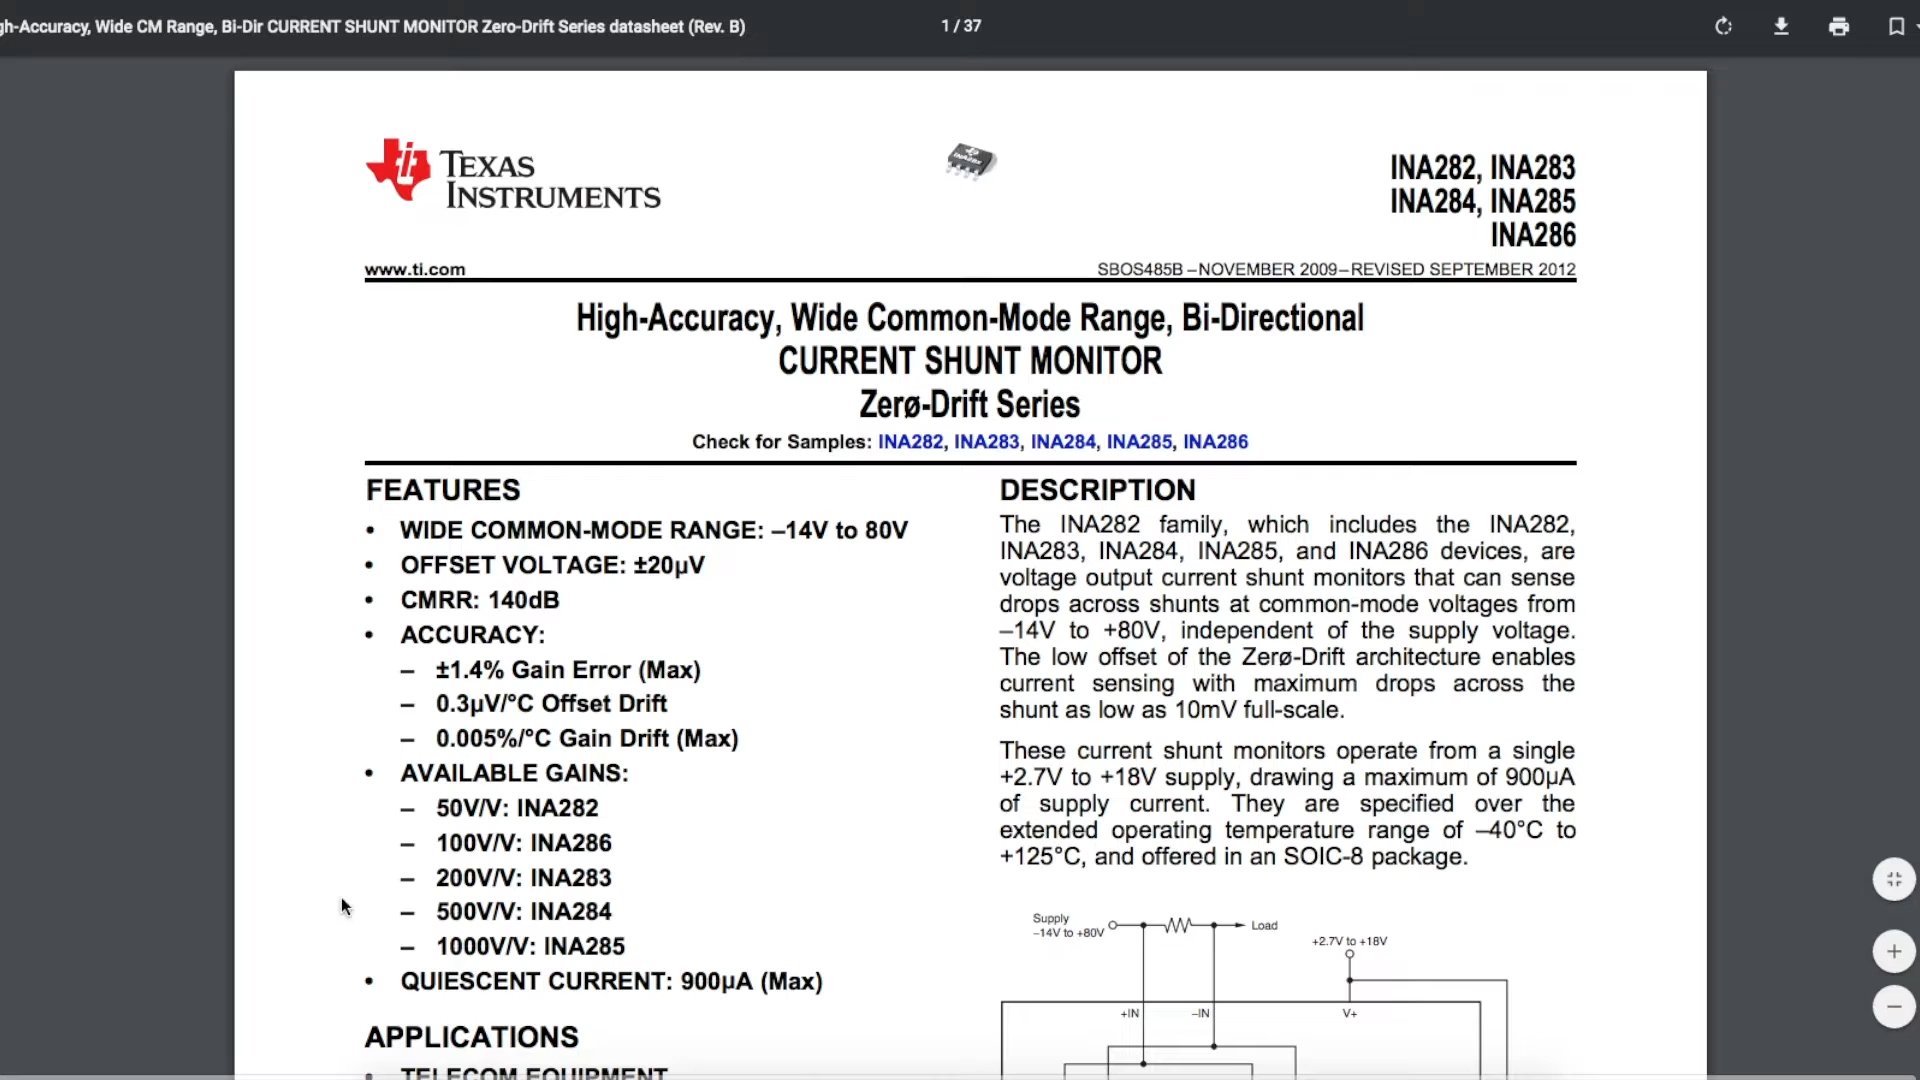 gh-Accuracy, Wide CM Range, Bi-Dir CURRENT SHUNT MONITOR Zero-Drift Series datasheet (Rev. B)
1 / 37
TEXAS
INSTRUMENTS
INA282
INA282, INA283
INA284, INA285
INA286
www.ti.com
SBOS485B –NOVEMBER 2009–REVISED SEPTEMBER 2012
High-Accuracy, Wide Common-Mode Range, Bi-Directional
CURRENT SHUNT MONITOR
Zerø-Drift Series
Check for Samples: INA282, INA283, INA284, INA285, INA286
FEATURES
• WIDE COMMON-MODE RANGE: –14V to 80V
• OFFSET VOLTAGE: ±20μV
• CMRR: 140dB
• ACCURACY:
– ±1.4% Gain Error (Max)
– 0.3μV/°C Offset Drift
– 0.005%/°C Gain Drift (Max)
• AVAILABLE GAINS:
– 50V/V: INA282
– 100V/V: INA286
– 200V/V: INA283
– 500V/V: INA284
– 1000V/V: INA285
• QUIESCENT CURRENT: 900μA (Max)
APPLICATIONS
• TELECOM EQUIPMENT
DESCRIPTION
The INA282 family, which includes the INA282,
INA283, INA284, INA285, and INA286 devices, are
voltage output current shunt monitors that can sense
drops across shunts at common-mode voltages from
–14V to +80V, independent of the supply voltage.
The low offset of the Zerø-Drift architecture enables
current sensing with maximum drops across the
shunt as low as 10mV full-scale.
These current shunt monitors operate from a single
+2.7V to +18V supply, drawing a maximum of 900μA
of supply current. They are specified over the
extended operating temperature range of –40°C to
+125°C, and offered in an SOIC-8 package.
Supply
–14V to +80V
Load
+2.7V to +18V
+IN
–IN
V+